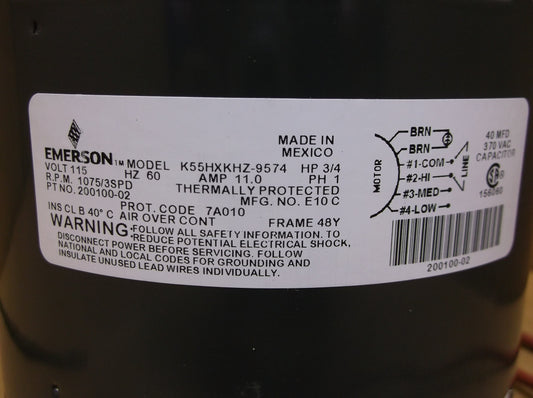 EMERSON™ MODEL K55HXKHZ-9574 HP 3/4
MADE IN
MEXICO
VOLT 115 HZ 60 AMP 11.0 PH 1
R.P.M. 1075/3SPD THERMALLY PROTECTED
PT NO. 200100-02 MFG. NO. E10 C
PROT. CODE 7A010
INS CL B 40°C AIR OVER CONT FRAME 48Y
WARNING -FOLLOW ALL SAFETY INFORMATION. TO
-REDUCE POTENTIAL ELECTRICAL SHOCK,
DISCONNECT POWER BEFORE SERVICING. FOLLOW
NATIONAL AND LOCAL CODES FOR GROUNDING AND
INSULATE UNUSED LEAD WIRES INDIVIDUALLY.
MOTOR
BRN
BRN
#1-COM
#2-HI
#3-MED
#4-LOW
LINE
40 MFD
370 VAC
CAPACITOR
156060
200100-02